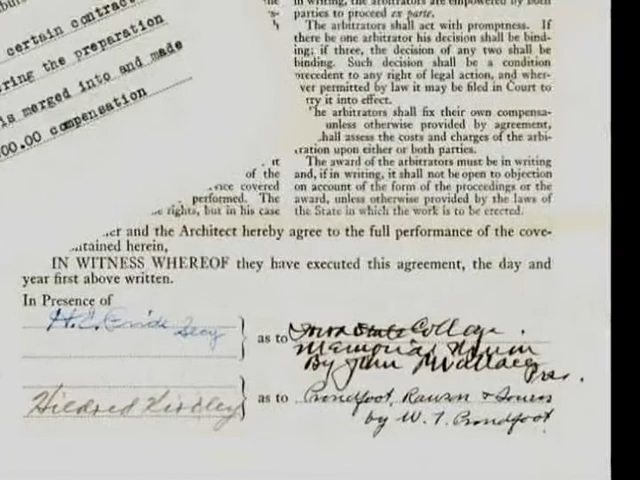 certain contrac
ring the preparation
is merged into and made
00.00 compensation
in writing, the arbitrators are empowered by both
parties to proceed ex parte.
The arbitrators shall act with promptness. If
there be one arbitrator his decision shall be bind-
ing; if three, the decision of any two shall be
binding. Such decision shall be a condition
precedent to any right of legal action, and wher-
ver permitted by law it may be filed in Court to
try it into effect.
he arbitrators shall fix their own compensa-
unless otherwise provided by agreement,
hall assess the costs and charges of the arbi-
ration upon either or both parties.
The award of the arbitrators must be in writing
and, if in writing, it shall not be open to objection
on account of the form of the proceedings or the
award, unless otherwise provided by the laws of
the State in which the work is to be erected.
of the
ice covered
performed. The
e rights, but in his case
er and the Architect hereby agree to the full performance of the cove-
ntained herein,
IN WITNESS WHEREOF they have executed this agreement, the day and
year first above written.
In Presence of
H. E. Pride Secy } as to Iowa State College
Memorial Union
By John M Wallace
Pres.
Hildred Kirdley } as to Proudfoot, Rawson & Souers
by W. T. Proudfoot